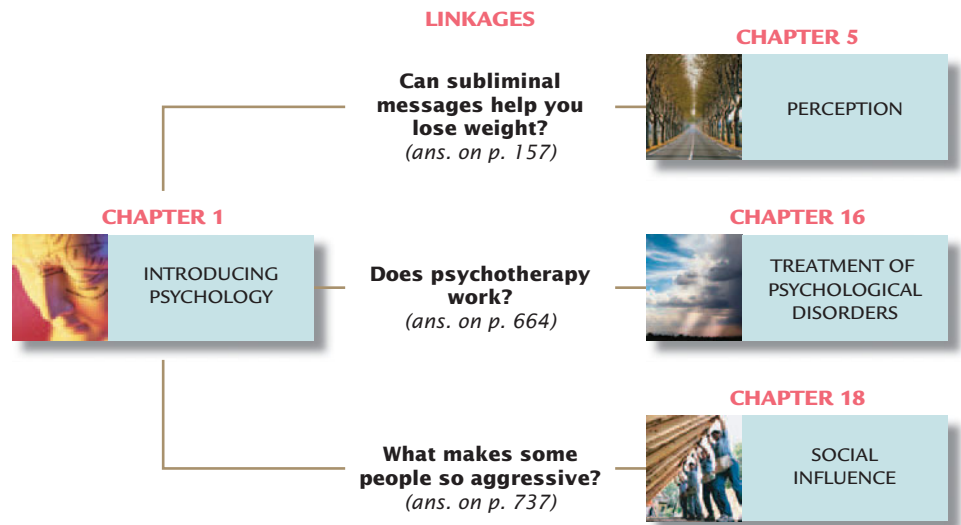 LINKAGES
CHAPTER 5
Can subliminal
messages help you
lose weight?
(ans. on p. 157)
PERCEPTION
CHAPTER 1
INTRODUCING
PSYCHOLOGY
CHAPTER 16
Does psychotherapy
work?
(ans. on p. 664)
TREATMENT OF
PSYCHOLOGICAL
DISORDERS
CHAPTER 18
What makes some
people so aggressive?
(ans. on p. 737)
SOCIAL
INFLUENCE